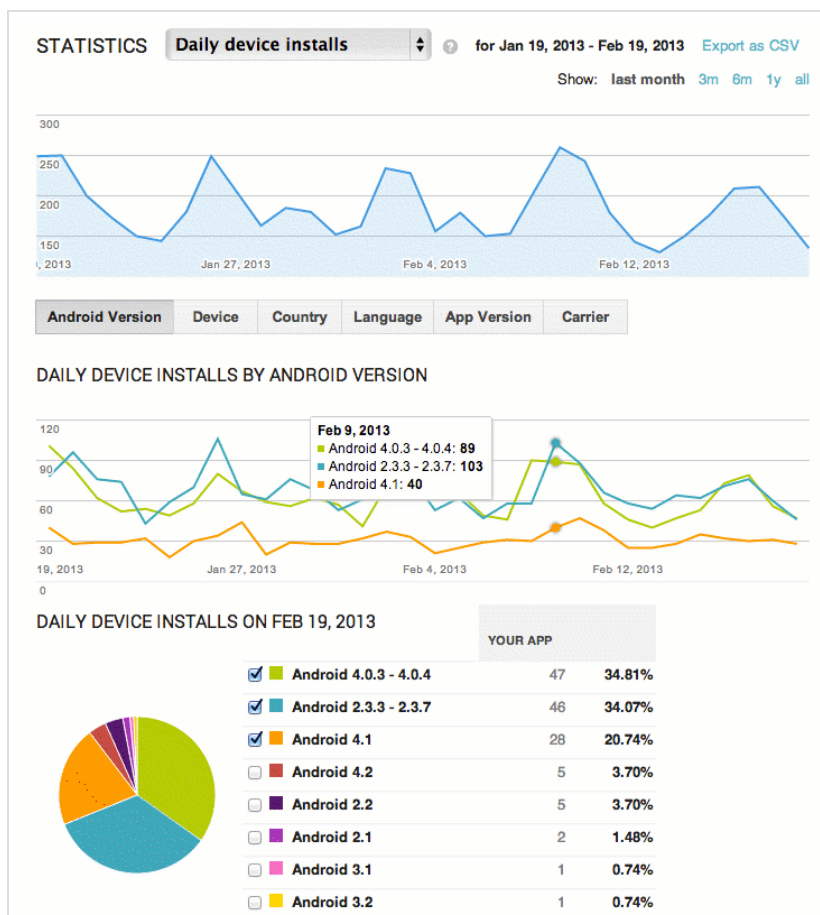 STATISTICS Daily device installs ? for Jan 19, 2013 - Feb 19, 2013 Export as CSV
Show: last month 3m 6m 1y all
300
250
200
150
), 2013 Jan 27, 2013 Feb 4, 2013 Feb 12, 2013
Android Version Device Country Language App Version Carrier
DAILY DEVICE INSTALLS BY ANDROID VERSION
120
Feb 9, 2013
Android 4.0.3 - 4.0.4: 89
90
Android 2.3.3 - 2.3.7: 103
Android 4.1: 40
60
30
19, 2013 Jan 27, 2013 Feb 4, 2013 Feb 12, 2013
0
DAILY DEVICE INSTALLS ON FEB 19, 2013
YOUR APP
Android 4.0.3 - 4.0.4 47 34.81%
Android 2.3.3 - 2.3.7 46 34.07%
Android 4.1 28 20.74%
Android 4.2 5 3.70%
Android 2.2 5 3.70%
Android 2.1 2 1.48%
Android 3.1 1 0.74%
Android 3.2 1 0.74%